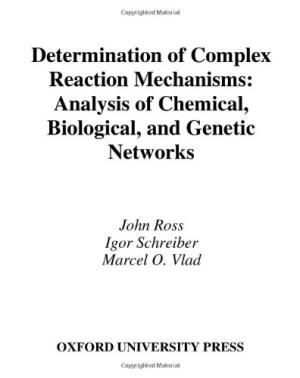 Copyrighted Material
Determination of Complex
Reaction Mechanisms:
Analysis of Chemical,
Biological, and Genetic
Networks
John Ross
Igor Schreiber
Marcel O. Vlad
OXFORD UNIVERSITY PRESS
Copyrighted Material